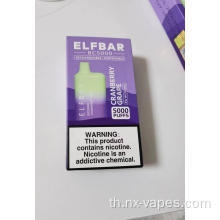 ELFBAR
BC5000
ELFBAR
CRANBERRY
GRAPE
5000
PUFFS
WARNING:
This product
contains nicotine.
Nicotine is an
addictive chemical.
th.nx-vapes.com